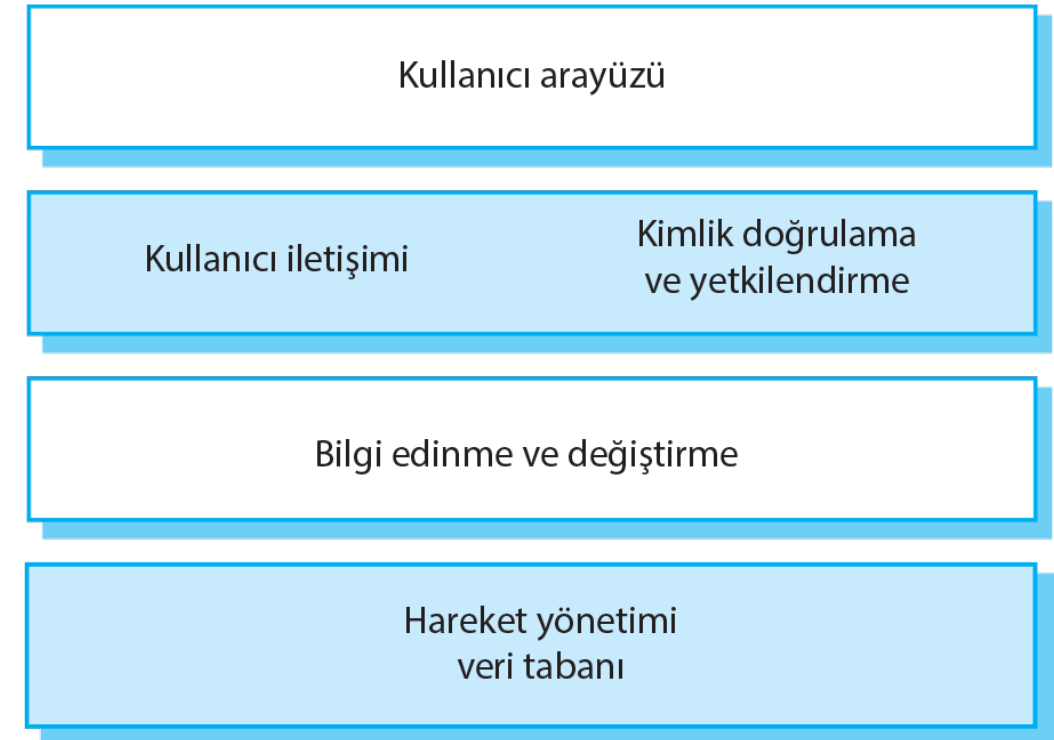 Kullanıcı arayüzü
Kullanıcı iletişimi
Kimlik doğrulama
ve yetkilendirme
Bilgi edinme ve değiştirme
Hareket yönetimi
veri tabanı